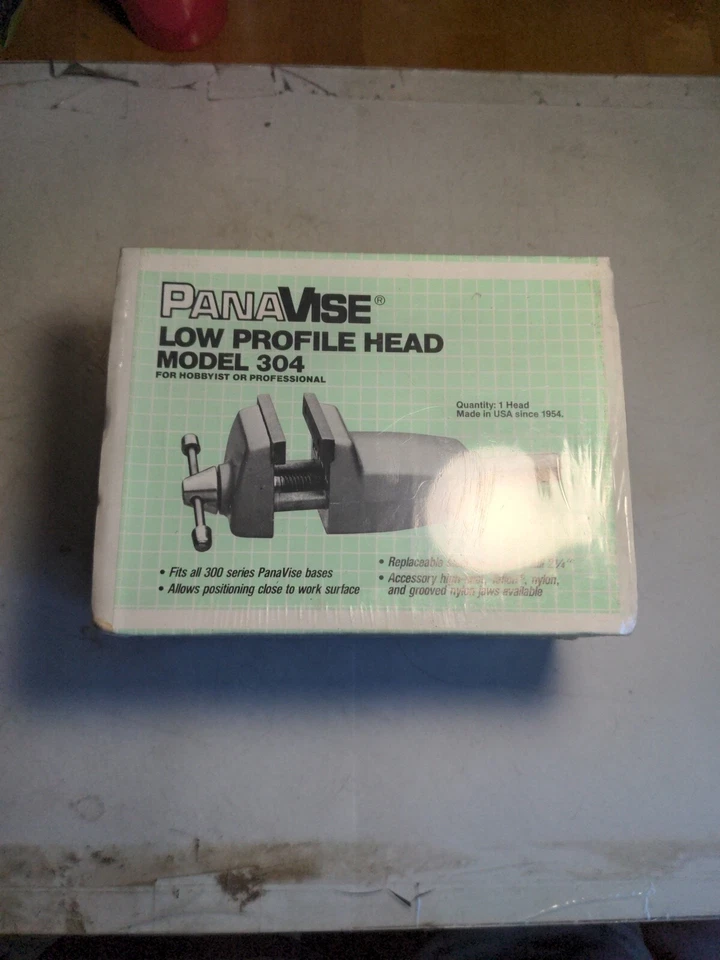 PANAVISE®
LOW PROFILE HEAD
MODEL 304
FOR HOBBYIST OR PROFESSIONAL
Quantity: 1 Head
Made in USA since 1954.
• Fits all 300 series PanaVise bases
• Allows positioning close to work surface
• Replaceable
• Accessory nylon,
and grooved nylon jaws available